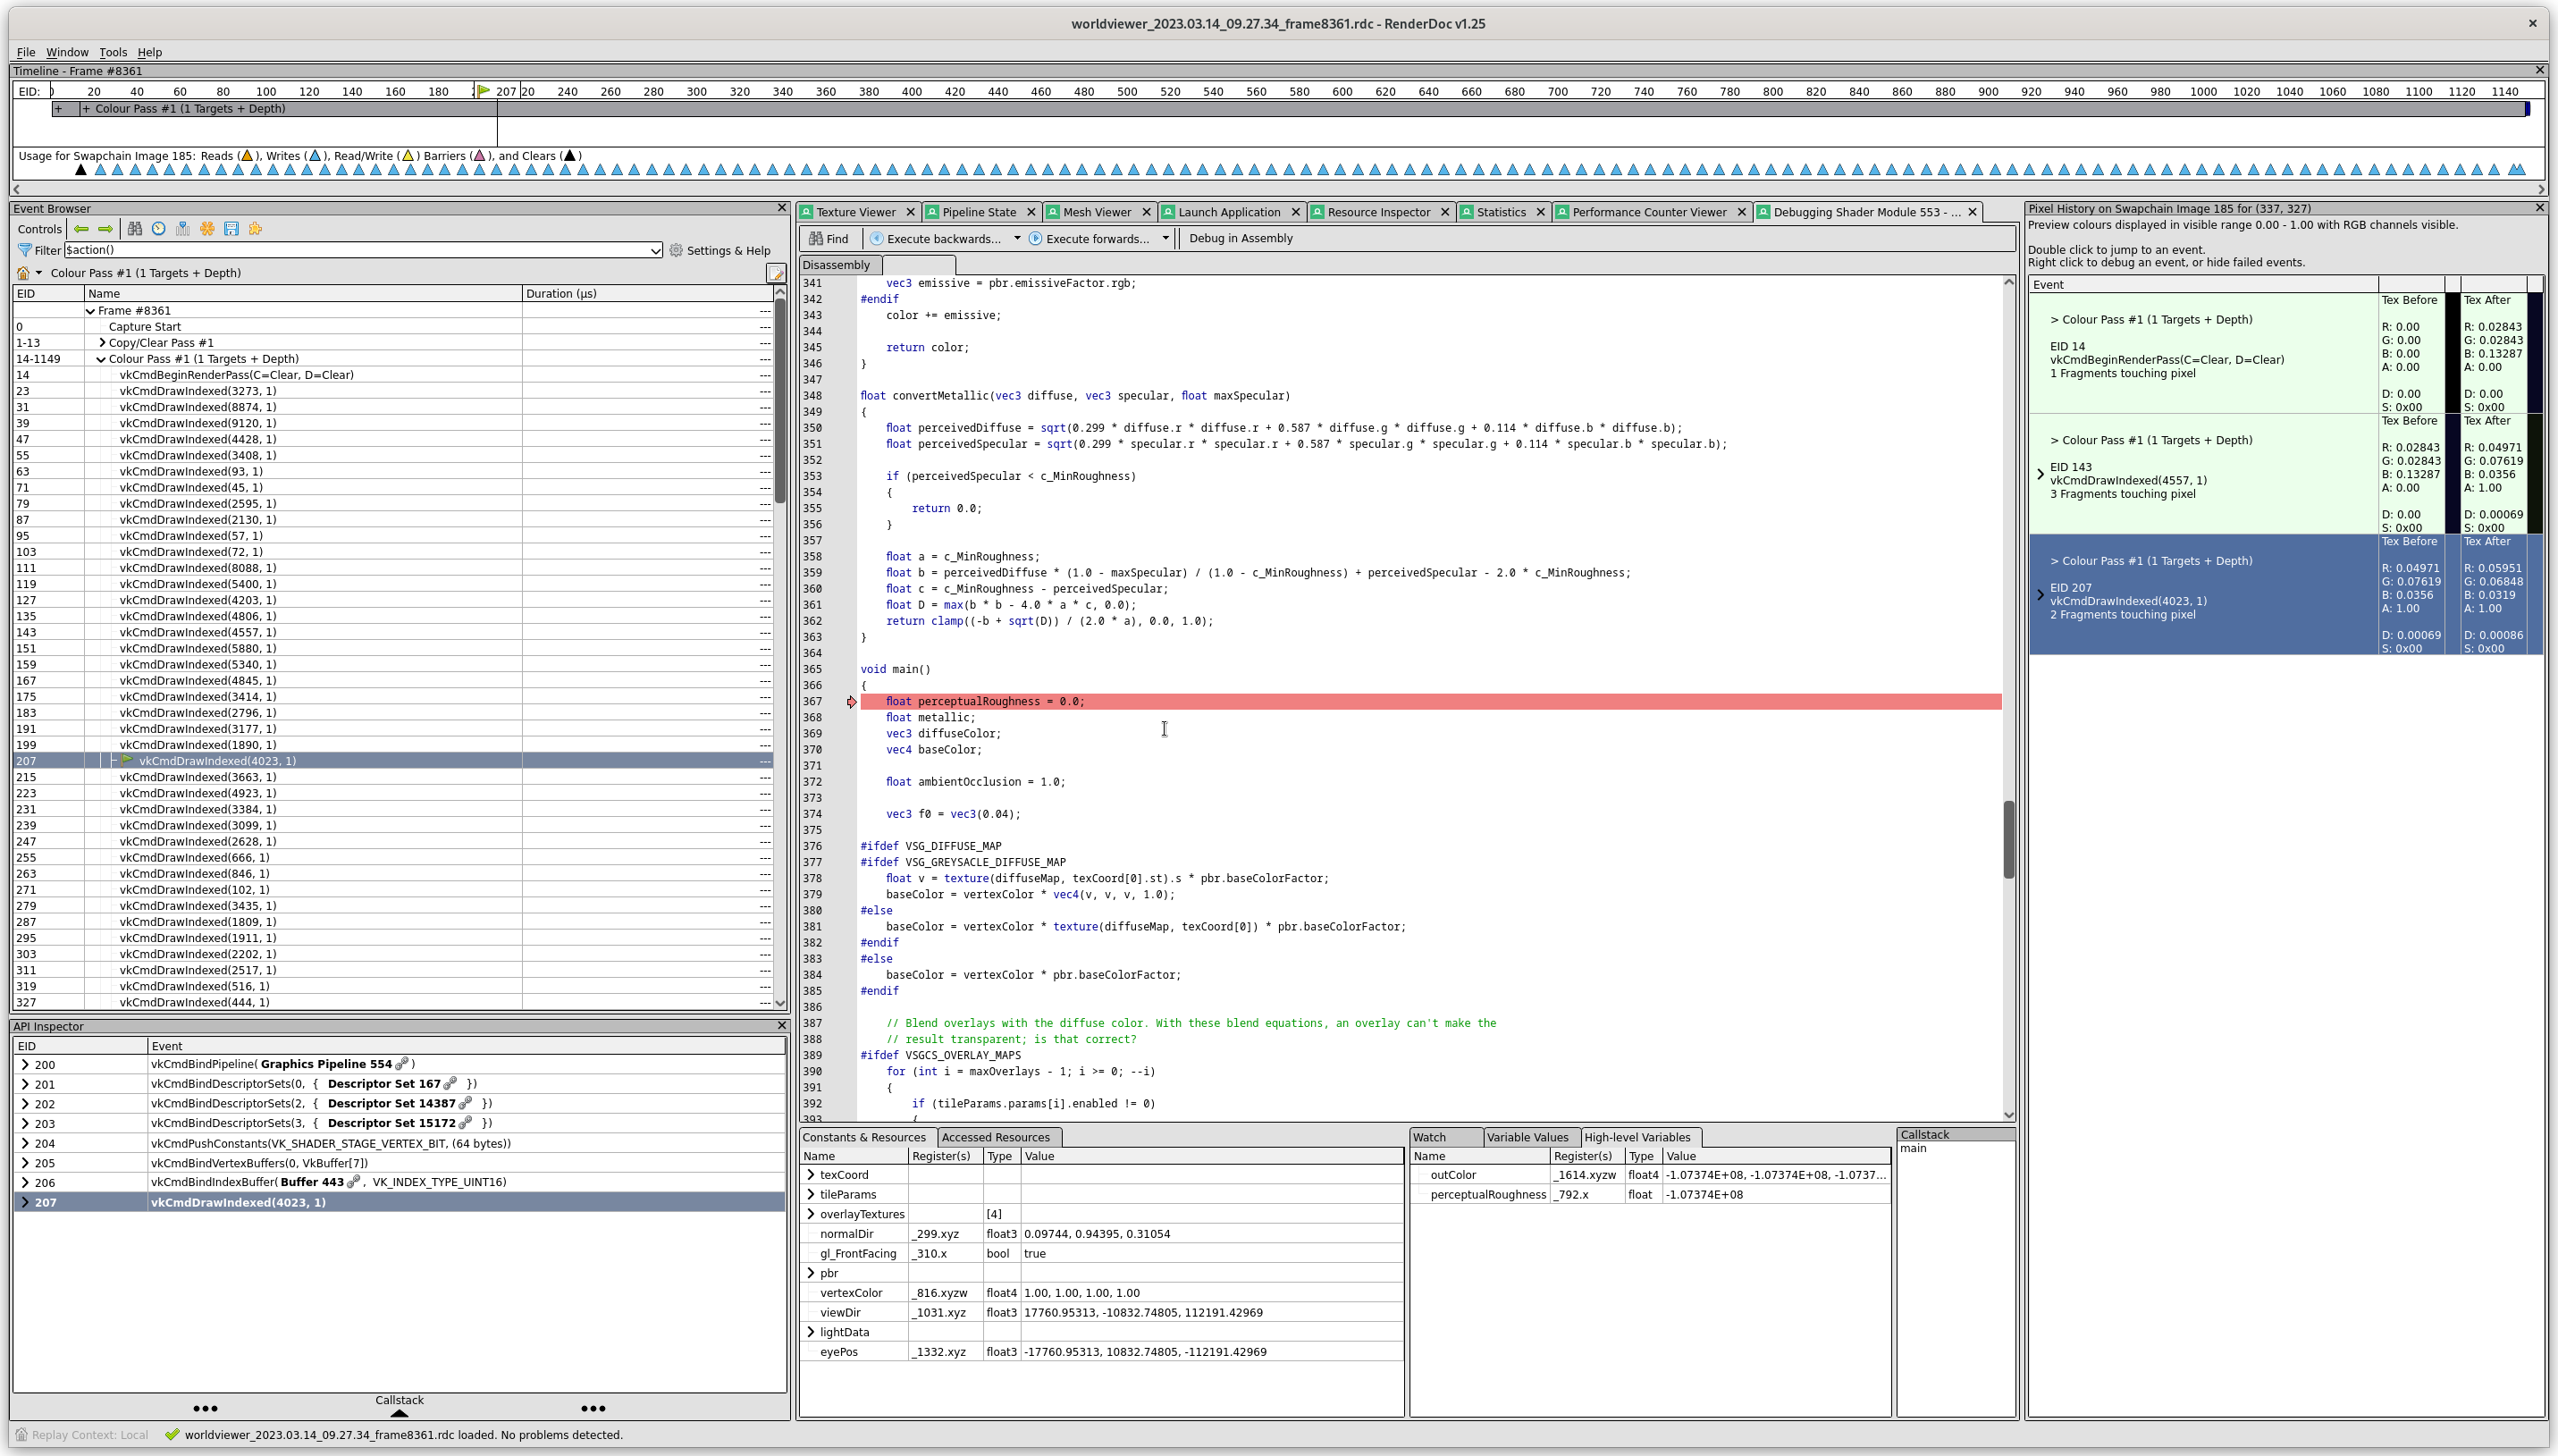 worldviewer_2023.03.14_09.27.34_frame8361.rdc - RenderDoc v1.25
File Window Tools Help
Timeline - Frame #8361
EID: 20 40 60 80 100 120 140 160 180 207 220 240 260 280 300 320 340 360 380 400 420 440 460 480 500 520 540 560 580 600 620 640 660 680 700 720 740 760 780 800 820 840 860 880 900 920 940 960 980 1000 1020 1040 1060 1080 1100 1120 1140
+ + Colour Pass #1 (1 Targets + Depth)
Usage for Swapchain Image 185: Reads ( ), Writes ( ), Read/Write ( ) Barriers ( ), and Clears ( )
Event Browser
Controls
Filter $action() Settings & Help
Colour Pass #1 (1 Targets + Depth)
EID Name Duration (µs)
Frame #8361 ---
0 Capture Start ---
1-13 Copy/Clear Pass #1 ---
14-1149 Colour Pass #1 (1 Targets + Depth) ---
14 vkCmdBeginRenderPass(C=Clear, D=Clear) ---
23 vkCmdDrawIndexed(3273, 1) ---
31 vkCmdDrawIndexed(8874, 1) ---
39 vkCmdDrawIndexed(9120, 1) ---
47 vkCmdDrawIndexed(4428, 1) ---
55 vkCmdDrawIndexed(3408, 1) ---
63 vkCmdDrawIndexed(93, 1) ---
71 vkCmdDrawIndexed(45, 1) ---
79 vkCmdDrawIndexed(2595, 1) ---
87 vkCmdDrawIndexed(2130, 1) ---
95 vkCmdDrawIndexed(57, 1) ---
103 vkCmdDrawIndexed(72, 1) ---
111 vkCmdDrawIndexed(8088, 1) ---
119 vkCmdDrawIndexed(5400, 1) ---
127 vkCmdDrawIndexed(4203, 1) ---
135 vkCmdDrawIndexed(4806, 1) ---
143 vkCmdDrawIndexed(4557, 1) ---
151 vkCmdDrawIndexed(5880, 1) ---
159 vkCmdDrawIndexed(5340, 1) ---
167 vkCmdDrawIndexed(4845, 1) ---
175 vkCmdDrawIndexed(3414, 1) ---
183 vkCmdDrawIndexed(2796, 1) ---
191 vkCmdDrawIndexed(3177, 1) ---
199 vkCmdDrawIndexed(1890, 1) ---
207 vkCmdDrawIndexed(4023, 1) ---
215 vkCmdDrawIndexed(3663, 1) ---
223 vkCmdDrawIndexed(4923, 1) ---
231 vkCmdDrawIndexed(3384, 1) ---
239 vkCmdDrawIndexed(3099, 1) ---
247 vkCmdDrawIndexed(2628, 1) ---
255 vkCmdDrawIndexed(666, 1) ---
263 vkCmdDrawIndexed(846, 1) ---
271 vkCmdDrawIndexed(102, 1) ---
279 vkCmdDrawIndexed(3435, 1) ---
287 vkCmdDrawIndexed(1809, 1) ---
295 vkCmdDrawIndexed(1911, 1) ---
303 vkCmdDrawIndexed(2202, 1) ---
311 vkCmdDrawIndexed(2517, 1) ---
319 vkCmdDrawIndexed(516, 1) ---
327 vkCmdDrawIndexed(444, 1) ---
API Inspector
EID Event
200 vkCmdBindPipeline( Graphics Pipeline 554 )
201 vkCmdBindDescriptorSets(0, { Descriptor Set 167 })
202 vkCmdBindDescriptorSets(2, { Descriptor Set 14387 })
203 vkCmdBindDescriptorSets(3, { Descriptor Set 15172 })
204 vkCmdPushConstants(VK_SHADER_STAGE_VERTEX_BIT, (64 bytes))
205 vkCmdBindVertexBuffers(0, VkBuffer[7])
206 vkCmdBindIndexBuffer( Buffer 443 , VK_INDEX_TYPE_UINT16)
207 vkCmdDrawIndexed(4023, 1)
Callstack
Texture Viewer Pipeline State Mesh Viewer Launch Application Resource Inspector Statistics Performance Counter Viewer Debugging Shader Module 553 - ...
Find Execute backwards... Execute forwards... Debug in Assembly
Disassembly
341 vec3 emissive = pbr.emissiveFactor.rgb;
342 #endif
343 color += emissive;
344
345 return color;
346 }
347
348 float convertMetallic(vec3 diffuse, vec3 specular, float maxSpecular)
349 {
350 float perceivedDiffuse = sqrt(0.299 * diffuse.r * diffuse.r + 0.587 * diffuse.g * diffuse.g + 0.114 * diffuse.b * diffuse.b);
351 float perceivedSpecular = sqrt(0.299 * specular.r * specular.r + 0.587 * specular.g * specular.g + 0.114 * specular.b * specular.b);
352
353 if (perceivedSpecular < c_MinRoughness)
354 {
355 return 0.0;
356 }
357
358 float a = c_MinRoughness;
359 float b = perceivedDiffuse * (1.0 - maxSpecular) / (1.0 - c_MinRoughness) + perceivedSpecular - 2.0 * c_MinRoughness;
360 float c = c_MinRoughness - perceivedSpecular;
361 float D = max(b * b - 4.0 * a * c, 0.0);
362 return clamp((-b + sqrt(D)) / (2.0 * a), 0.0, 1.0);
363 }
364
365 void main()
366 {
367 float perceptualRoughness = 0.0;
368 float metallic;
369 vec3 diffuseColor;
370 vec4 baseColor;
371
372 float ambientOcclusion = 1.0;
373
374 vec3 f0 = vec3(0.04);
375
376 #ifdef VSG_DIFFUSE_MAP
377 #ifdef VSG_GREYSACLE_DIFFUSE_MAP
378 float v = texture(diffuseMap, texCoord[0].st).s * pbr.baseColorFactor;
379 baseColor = vertexColor * vec4(v, v, v, 1.0);
380 #else
381 baseColor = vertexColor * texture(diffuseMap, texCoord[0]) * pbr.baseColorFactor;
382 #endif
383 #else
384 baseColor = vertexColor * pbr.baseColorFactor;
385 #endif
386
387 // Blend overlays with the diffuse color. With these blend equations, an overlay can't make the
388 // result transparent; is that correct?
389 #ifdef VSGCS_OVERLAY_MAPS
390 for (int i = maxOverlays - 1; i >= 0; --i)
391 {
392 if (tileParams.params[i].enabled != 0)
393 {
Constants & Resources Accessed Resources
Name Register(s) Type Value
texCoord
tileParams
overlayTextures [4]
normalDir _299.xyz float3 0.09744, 0.94395, 0.31054
gl_FrontFacing _310.x bool true
pbr
vertexColor _816.xyzw float4 1.00, 1.00, 1.00, 1.00
viewDir _1031.xyz float3 17760.95313, -10832.74805, 112191.42969
lightData
eyePos _1332.xyz float3 -17760.95313, 10832.74805, -112191.42969
Watch Variable Values High-level Variables
Name Register(s) Type Value
outColor _1614.xyzw float4 -1.07374E+08, -1.07374E+08, -1.0737...
perceptualRoughness _792.x float -1.07374E+08
Callstack
main
Pixel History on Swapchain Image 185 for (337, 327)
Preview colours displayed in visible range 0.00 - 1.00 with RGB channels visible.
Double click to jump to an event.
Right click to debug an event, or hide failed events.
Event
Tex Before Tex After
> Colour Pass #1 (1 Targets + Depth)
R: 0.00 R: 0.02843
EID 14 G: 0.00 G: 0.02843
vkCmdBeginRenderPass(C=Clear, D=Clear) B: 0.00 B: 0.13287
1 Fragments touching pixel A: 0.00 A: 0.00
D: 0.00 D: 0.00
S: 0x00 S: 0x00
Tex Before Tex After
> Colour Pass #1 (1 Targets + Depth)
R: 0.02843 R: 0.04971
EID 143 G: 0.02843 G: 0.07619
vkCmdDrawIndexed(4557, 1) B: 0.13287 B: 0.0356
3 Fragments touching pixel A: 0.00 A: 1.00
D: 0.00 D: 0.00069
S: 0x00 S: 0x00
Tex Before Tex After
> Colour Pass #1 (1 Targets + Depth)
R: 0.04971 R: 0.05951
EID 207 G: 0.07619 G: 0.06848
vkCmdDrawIndexed(4023, 1) B: 0.0356 B: 0.0319
2 Fragments touching pixel A: 1.00 A: 1.00
D: 0.00069 D: 0.00086
S: 0x00 S: 0x00
Replay Context: Local worldviewer_2023.03.14_09.27.34_frame8361.rdc loaded. No problems detected.